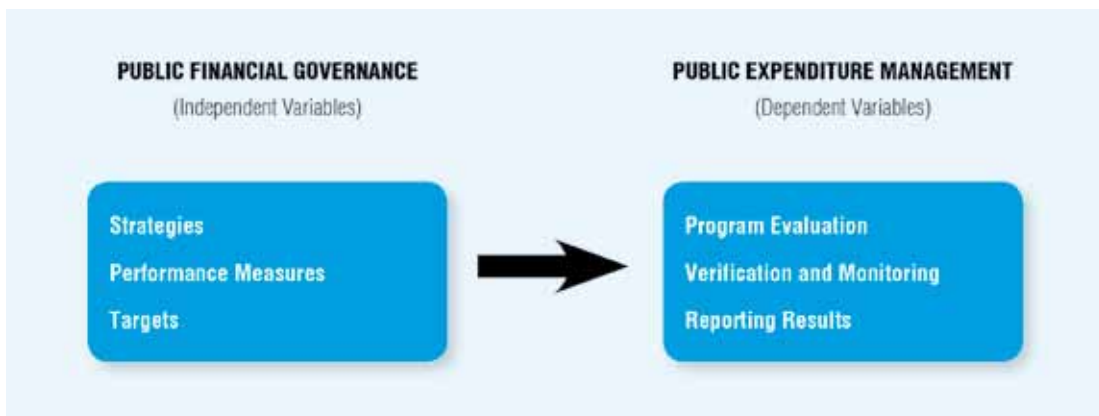 PUBLIC FINANCIAL GOVERNANCE
(Independent Variables)
Strategies
Performance Measures
Targets
PUBLIC EXPENDITURE MANAGEMENT
(Dependent Variables)
Program Evaluation
Verification and Monitoring
Reporting Results